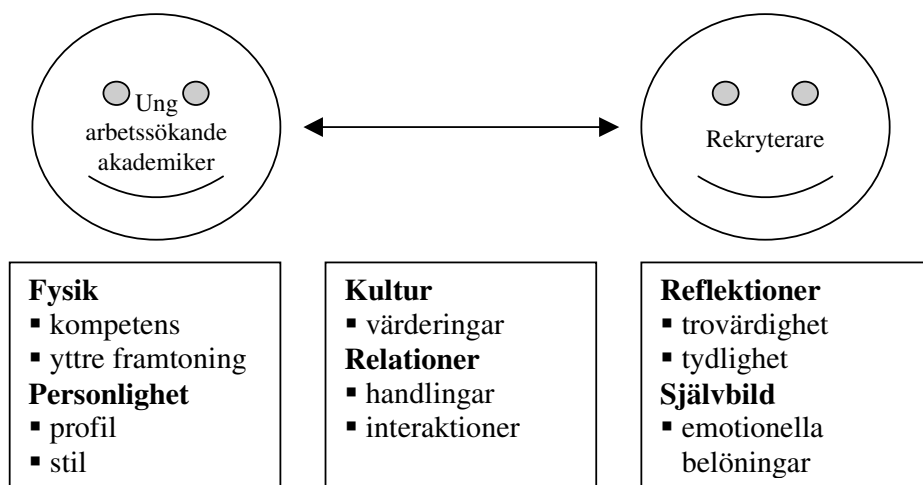 Ung
arbetssökande
akademiker
Rekryterare
Fysik
▪ kompetens
▪ yttre framtoning
Personlighet
▪ profil
▪ stil
Kultur
▪ värderingar
Relationer
▪ handlingar
▪ interaktioner
Reflektioner
▪ trovärdighet
▪ tydlighet
Självbild
▪ emotionella
belöningar